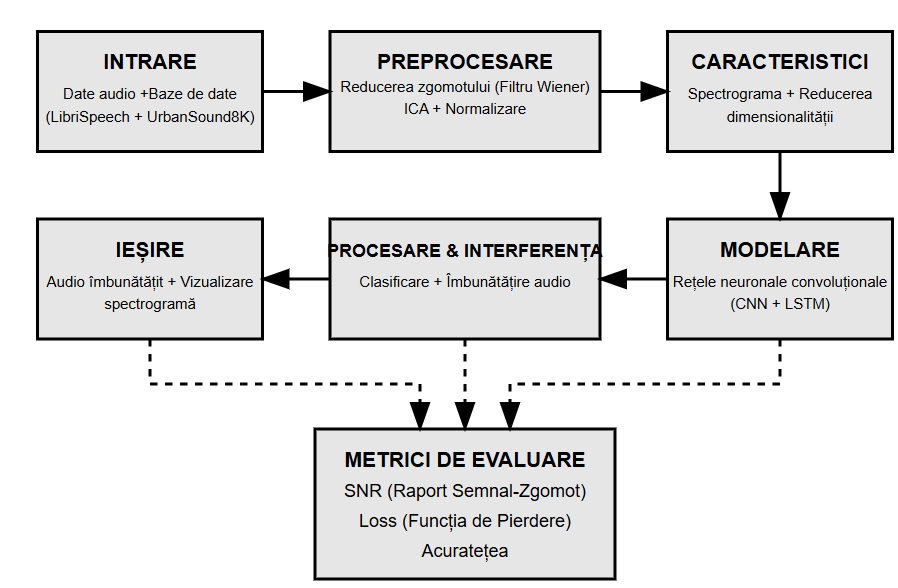 INTRARE
Date audio +Baze de date
(LibriSpeech + UrbanSound8K)
PREPROCESARE
Reducerea zgomotului (Filtru Wiener)
ICA + Normalizare
CARACTERISTICI
Spectrograma + Reducerea
dimensionalității
IEȘIRE
Audio îmbunătățit + Vizualizare
spectrogramă
PROCESARE & INTERFERENȚA
Clasificare + Îmbunătățire audio
MODELARE
Rețele neuronale convoluționale
(CNN + LSTM)
METRICI DE EVALUARE
SNR (Raport Semnal-Zgomot)
Loss (Funcția de Pierdere)
Acuratețea